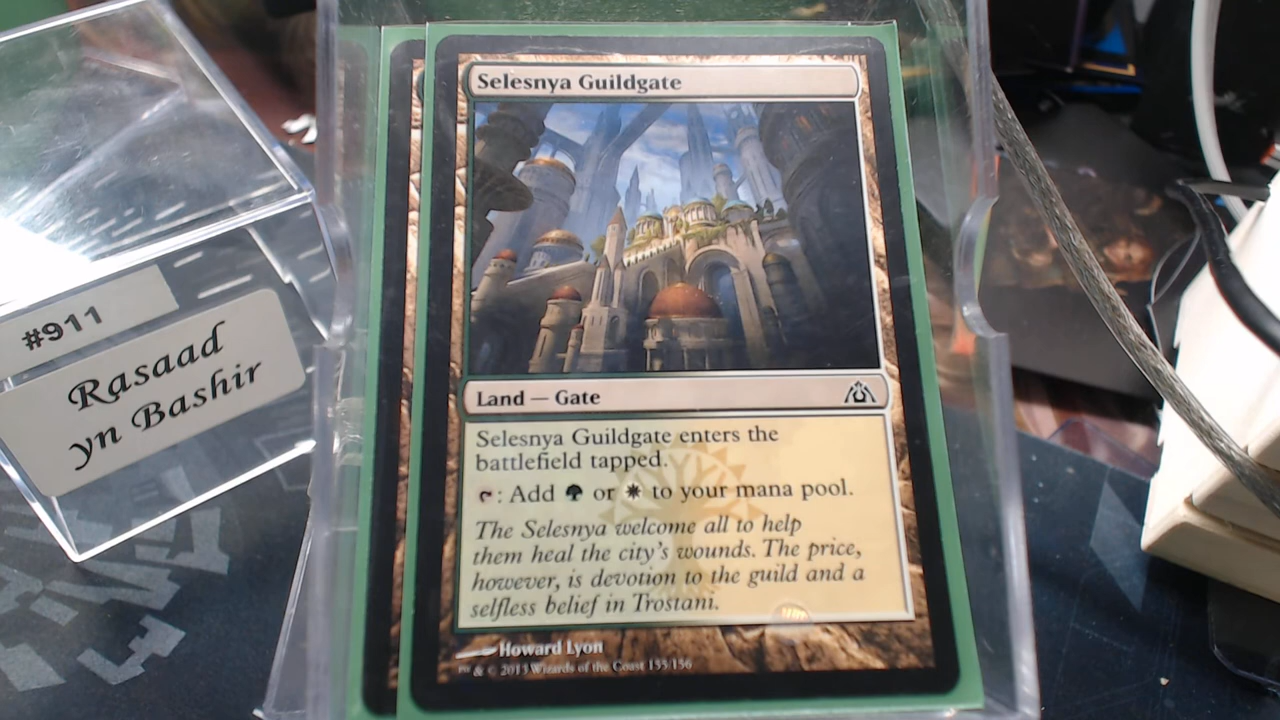 #911
Rasaad
yn Bashir
Selesnya Guildgate
Land — Gate
Selesnya Guildgate enters the
battlefield tapped.
: Add or to your mana pool.
The Selesnya welcome all to help
them heal the city's wounds. The price,
however, is devotion to the guild and a
selfless belief in Trostani.
Howard Lyon
™ & © 2013 Wizards of the Coast 155/156